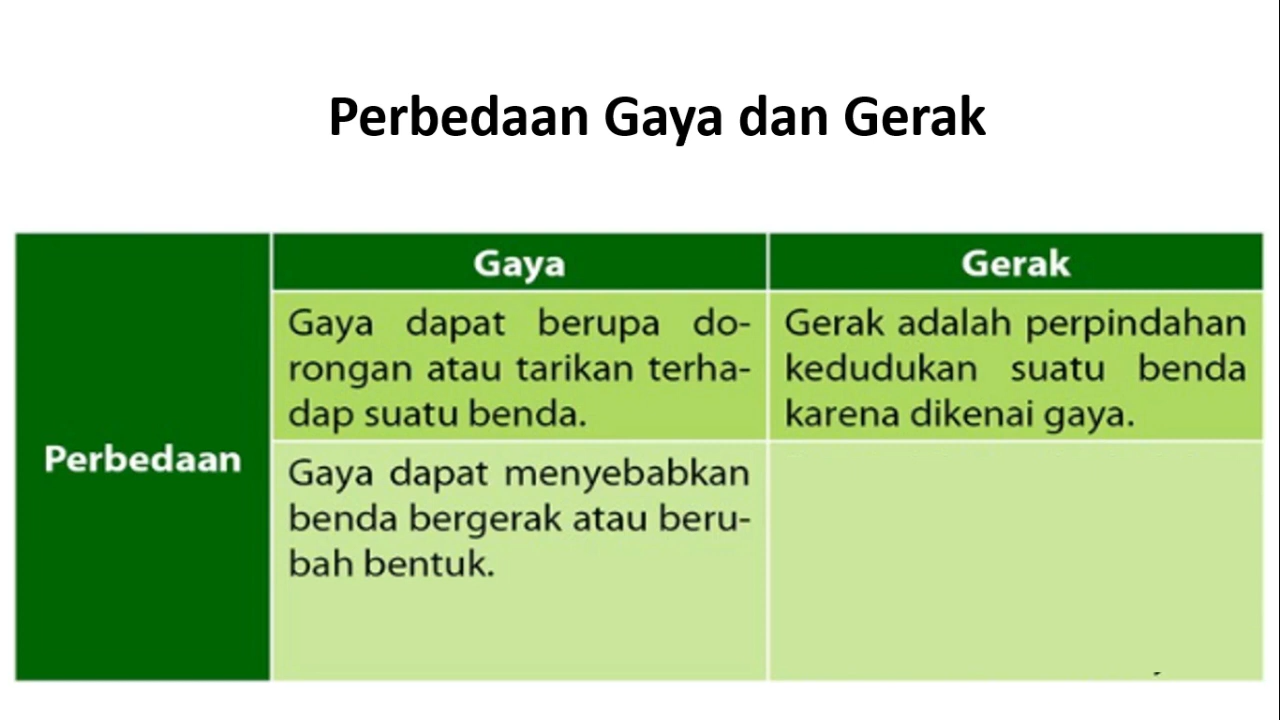 Perbedaan Gaya dan Gerak
Perbedaan
Gaya
Gerak
Gaya dapat berupa do-
rongan atau tarikan terha-
dap suatu benda.
Gerak adalah perpindahan
kedudukan suatu benda
karena dikenai gaya.
Gaya dapat menyebabkan
benda bergerak atau beru-
bah bentuk.